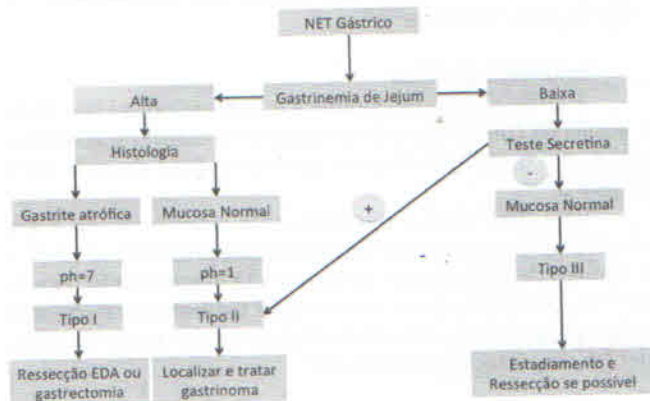 NET Gástrico
Alta
Gastrinemia de Jejum
Baixa
Histologia
Teste Secretina
-
+
Gastrite atrófica
Mucosa Normal
Mucosa Normal
ph=7
ph=1
Tipo III
Tipo I
Tipo II
Ressecção EDA ou
gastrectomia
Localizar e tratar
gastrinoma
Estadiamento e
Ressecção se possível